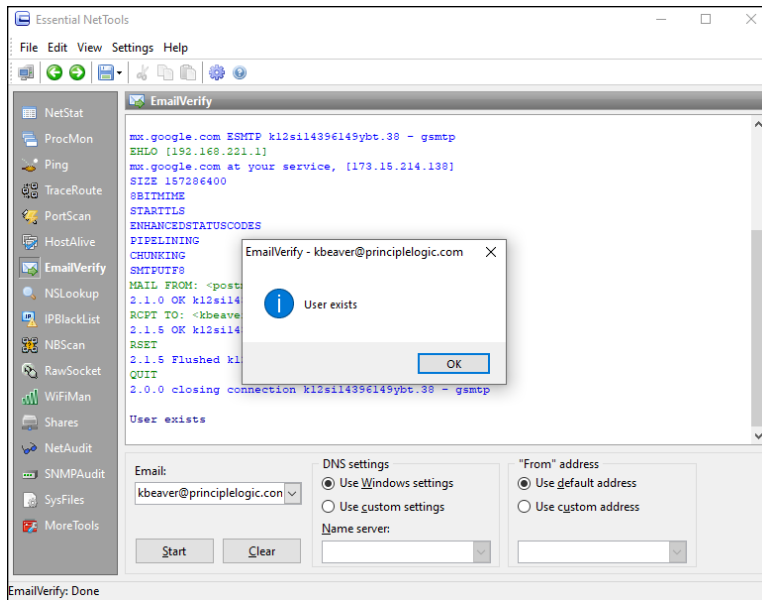 Essential NetTools
File Edit View Settings Help
NetStat
ProcMon
Ping
TraceRoute
PortScan
HostAlive
EmailVerify
NSLookup
IPBlackList
NBScan
RawSocket
WiFiMan
Shares
NetAudit
SNMPAudit
SysFiles
MoreTools
EmailVerify
mx.google.com ESMTP k12si14396149ybt.38 - gsmtp
EHLO [192.168.221.1]
mx.google.com at your service, [173.15.214.138]
SIZE 157286400
8BITMIME
STARTTLS
ENHANCEDSTATUSCODES
PIPELINING
CHUNKING
SMTPUTF8
MAIL FROM: <post
2.1.0 OK k12si14
RCPT TO: <kbeave
2.1.5 OK k12si14
RSET
2.1.5 Flushed k1
QUIT
2.0.0 closing connection k12si14396149ybt.38 - gsmtp
User exists
EmailVerify - kbeaver@principlelogic.com
User exists
OK
Email:
kbeaver@principlelogic.con
Start Clear
DNS settings
Use Windows settings
Use custom settings
Name server:
"From" address
Use default address
Use custom address
EmailVerify: Done